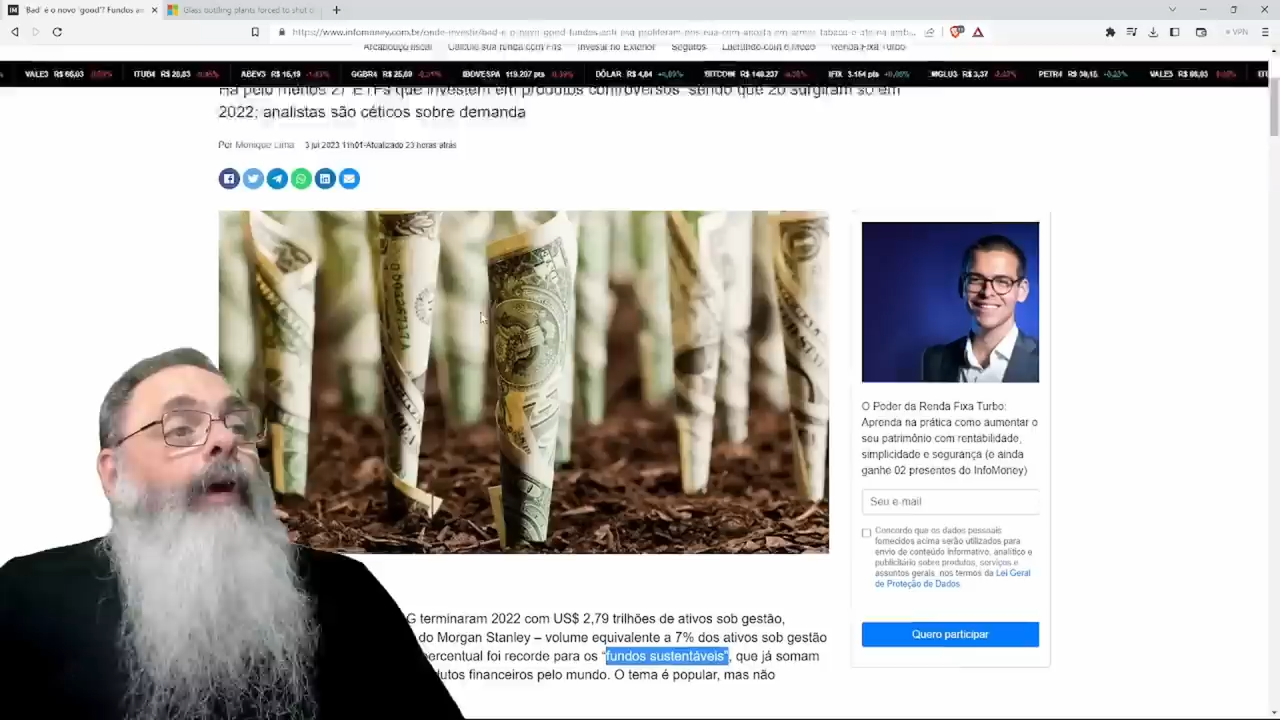 'Bad' é o novo 'good'? Fundos a
Glass bottling plants forced to shut d
https://www.infomoney.com.br/onde-investir/bad-e-o-novo-good-fundos-anti-esg-proliferam-nos-eua-com-aposta-em-armas-tabaco-e-ate-na-amb...
VPN
Arcabouço fiscal Calcule sua renda com FIIs Investir no Exterior Seguros Lucrando com o Medo Renda Fixa Turbo
VALE3 R$ 66,03 ITUB4 R$ 28,83 ABEV3 R$ 15,19 GGBR4 R$ 25,69 IBOVESPA 119.207 pts DÓLAR R$ 4,84 BITCOIN R$ 148.237 IFIX 3.154 pts MGLU3 R$ 3,37 PETR4 VALE3 R$ 66,03
Há pelo menos 27 ETFs que investem em produtos controversos sendo que 20 surgiram só em
2022; analistas são céticos sobre demanda
Por Monique Lima 3 jul 2023 11h01-Atualizado 23 horas atrás
O Poder da Renda Fixa Turbo:
Aprenda na prática como aumentar o
seu patrimônio com rentabilidade,
simplicidade e segurança (e ainda
ganhe 02 presentes do InfoMoney)
Seu e-mail
Concordo que os dados pessoais
fornecidos acima serão utilizados para
envio de conteúdo informativo, analítico e
publicitário sobre produtos, serviços e
assuntos gerais, nos termos da Lei Geral
de Proteção de Dados.
Quero participar
G terminaram 2022 com US$ 2,79 trilhões de ativos sob gestão,
do Morgan Stanley – volume equivalente a 7% dos ativos sob gestão
percentual foi recorde para os “fundos sustentáveis”, que já somam
dutos financeiros pelo mundo. O tema é popular, mas não